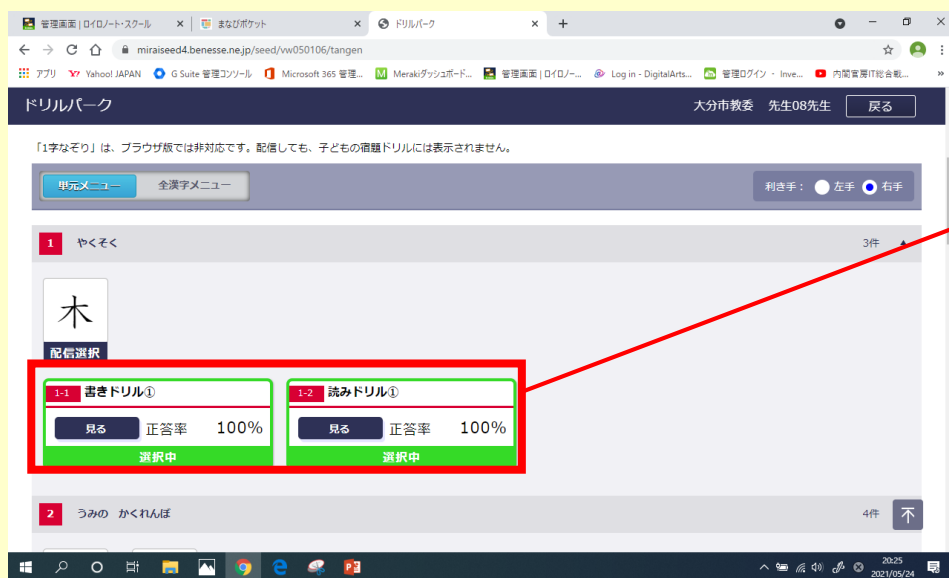 管理画面 | ロイロノート・スクール
まなびポケット
ドリルパーク
miraiseed4.benesse.ne.jp/seed/vw050106/tangen
アプリ Yahoo! JAPAN G Suite 管理コンソール Microsoft 365 管理... Merakiダッシュボード... 管理画面 | ロイロノー... Log in - DigitalArts... 管理ログイン - Inve... 内閣官房IT総合戦... »
ドリルパーク 大分市教委 先生08先生 戻る
「1字なぞり」は、ブラウザ版では非対応です。配信しても、子どもの宿題ドリルには表示されません。
単元メニュー 全漢字メニュー 利き手： 左手 右手
1 やくそく 3件
木
配信選択
1-1 書きドリル① 1-2 読みドリル①
見る 正答率 100% 見る 正答率 100%
選択中 選択中
2 うみの かくれんぼ 4件
20:25
2021/05/24